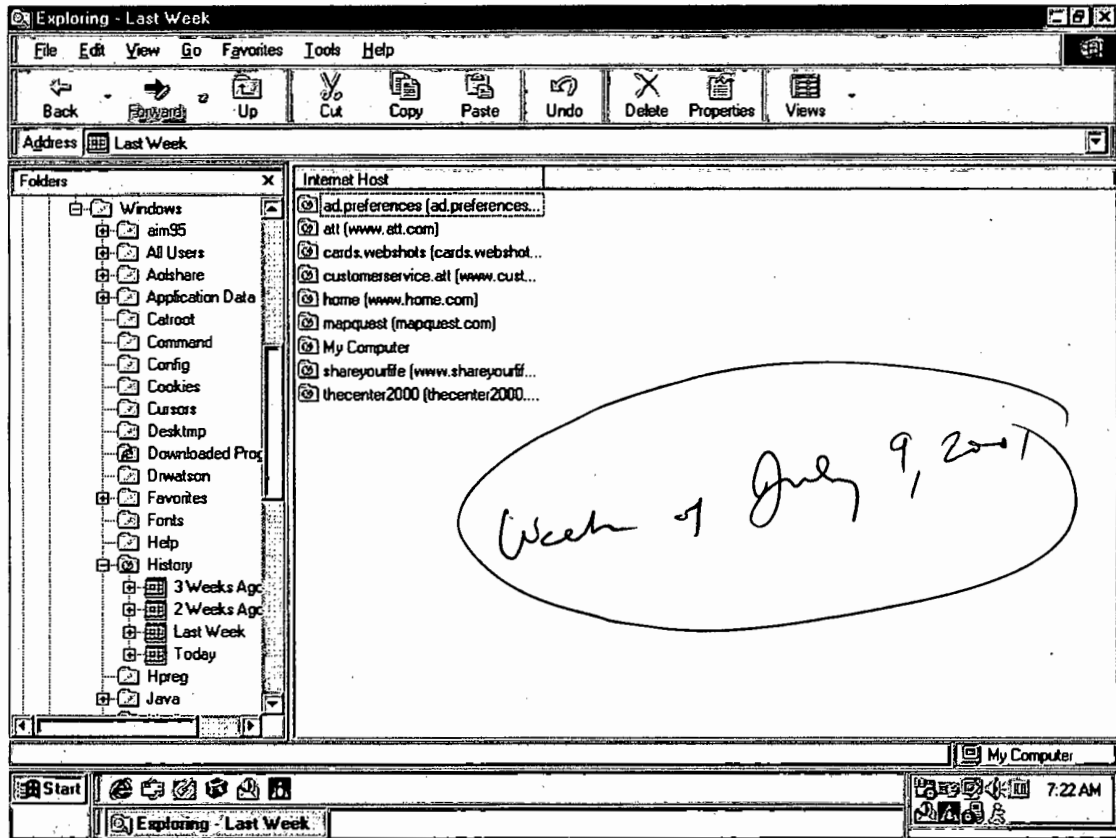 Exploring - Last Week
File Edit View Go Favorites Tools Help
Back Forward Up Cut Copy Paste Undo Delete Properties Views
Address Last Week
Folders
Internet Host
Windows
aim95
All Users
Aolshare
Application Data
Catroot
Command
Config
Cookies
Cursors
Desktmp
Downloaded Prog
Drwatson
Favorites
Fonts
Help
History
3 Weeks Ago
2 Weeks Ago
Last Week
Today
Hpreg
Java
ad.preferences (ad.preferences...
att (www.att.com)
cards.webshots (cards.webshot...
customerservice.att (www.cust...
home (www.home.com)
mapquest (mapquest.com)
My Computer
shareyourlife (www.shareyourlif...
thecenter2000 (thecenter2000....
Week of July 9, 2001
My Computer
Start
7:22 AM
Exploring - Last Week